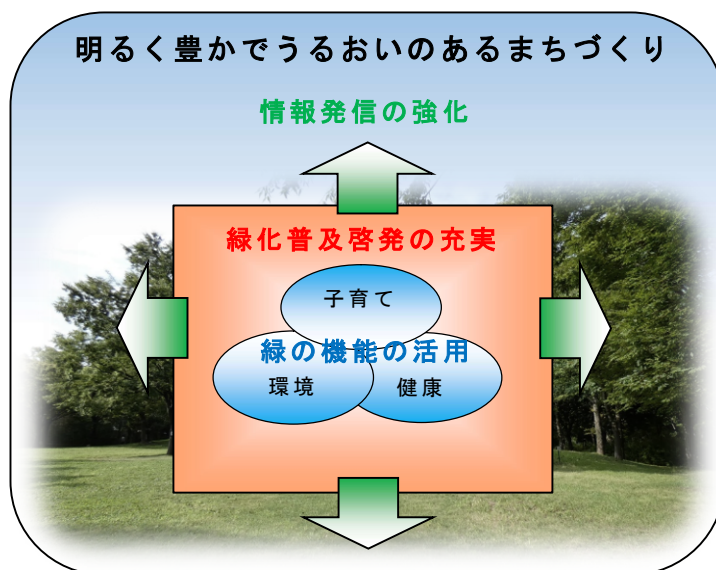 明るく豊かでうるおいのあるまちづくり
情報発信の強化
緑化普及啓発の充実
子育て
緑の機能の活用
環境
健康